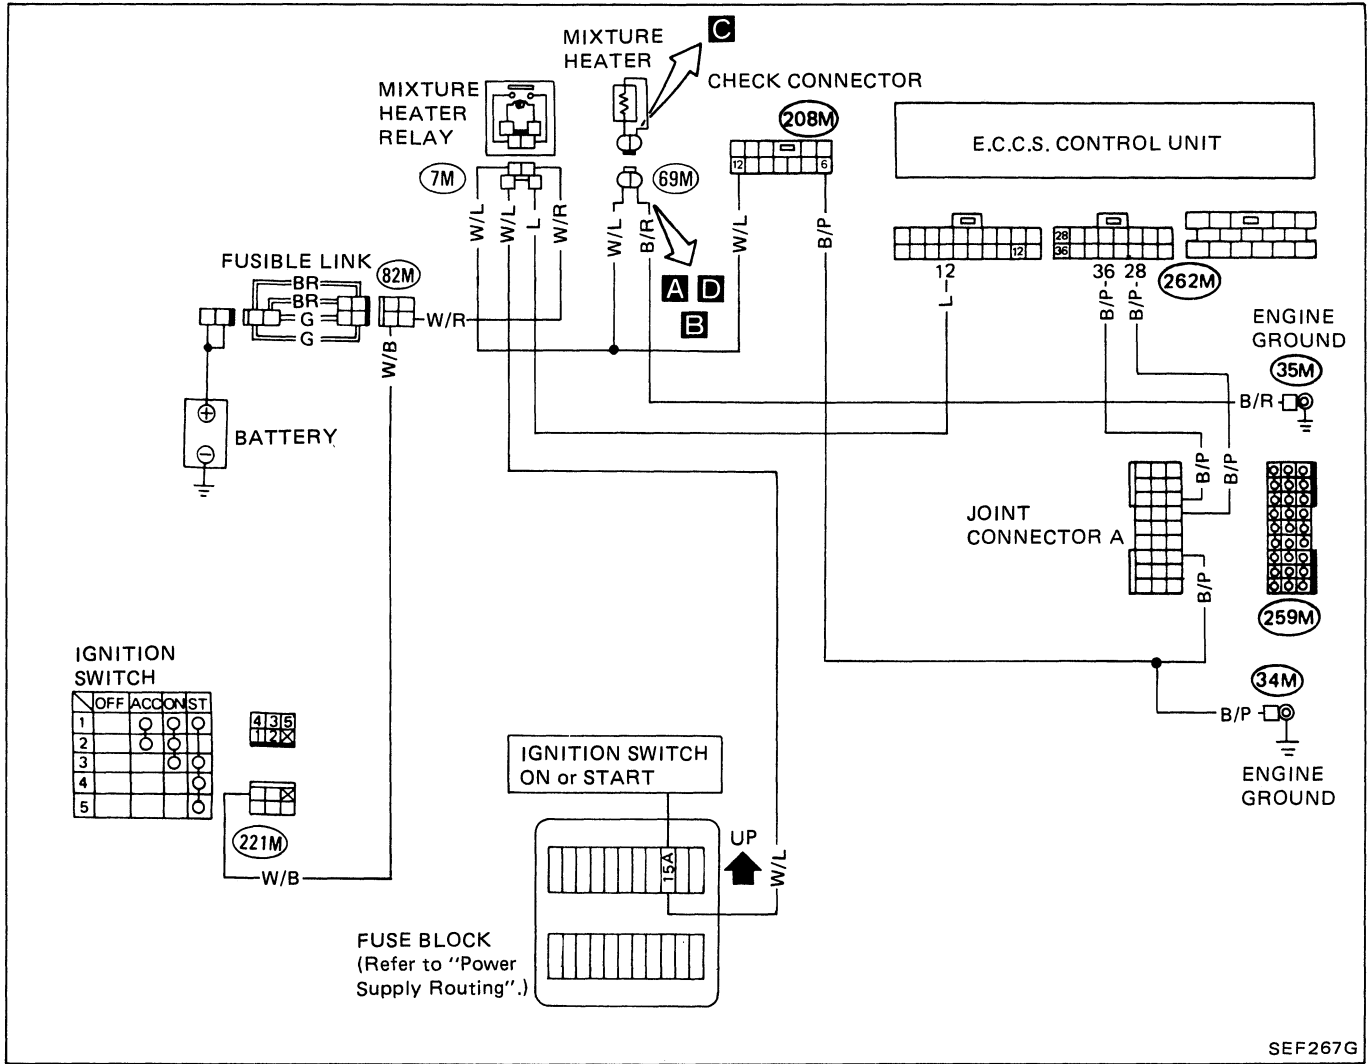 MIXTURE
HEATER
C
CHECK CONNECTOR
MIXTURE
HEATER
RELAY
208M
12
6
E.C.C.S. CONTROL UNIT
7M
69M
W/L
W/L
L
W/R
W/L
B/R
W/L
B/P
12
28
36
12
L
36
28
B/P
B/P
262M
FUSIBLE LINK
82M
BR
BR
G
G
W/R
W/B
A D
B
ENGINE
GROUND
35M
B/R
BATTERY
+
−
B/P
B/P
JOINT
CONNECTOR A
B/P
259M
IGNITION
SWITCH
OFF ACC ON ST
1
2
3
4
5
4 3 5
1 2
221M
W/B
34M
B/P
ENGINE
GROUND
IGNITION SWITCH
ON or START
15A
UP
W/L
FUSE BLOCK
(Refer to "Power
Supply Routing".)
SEF267G